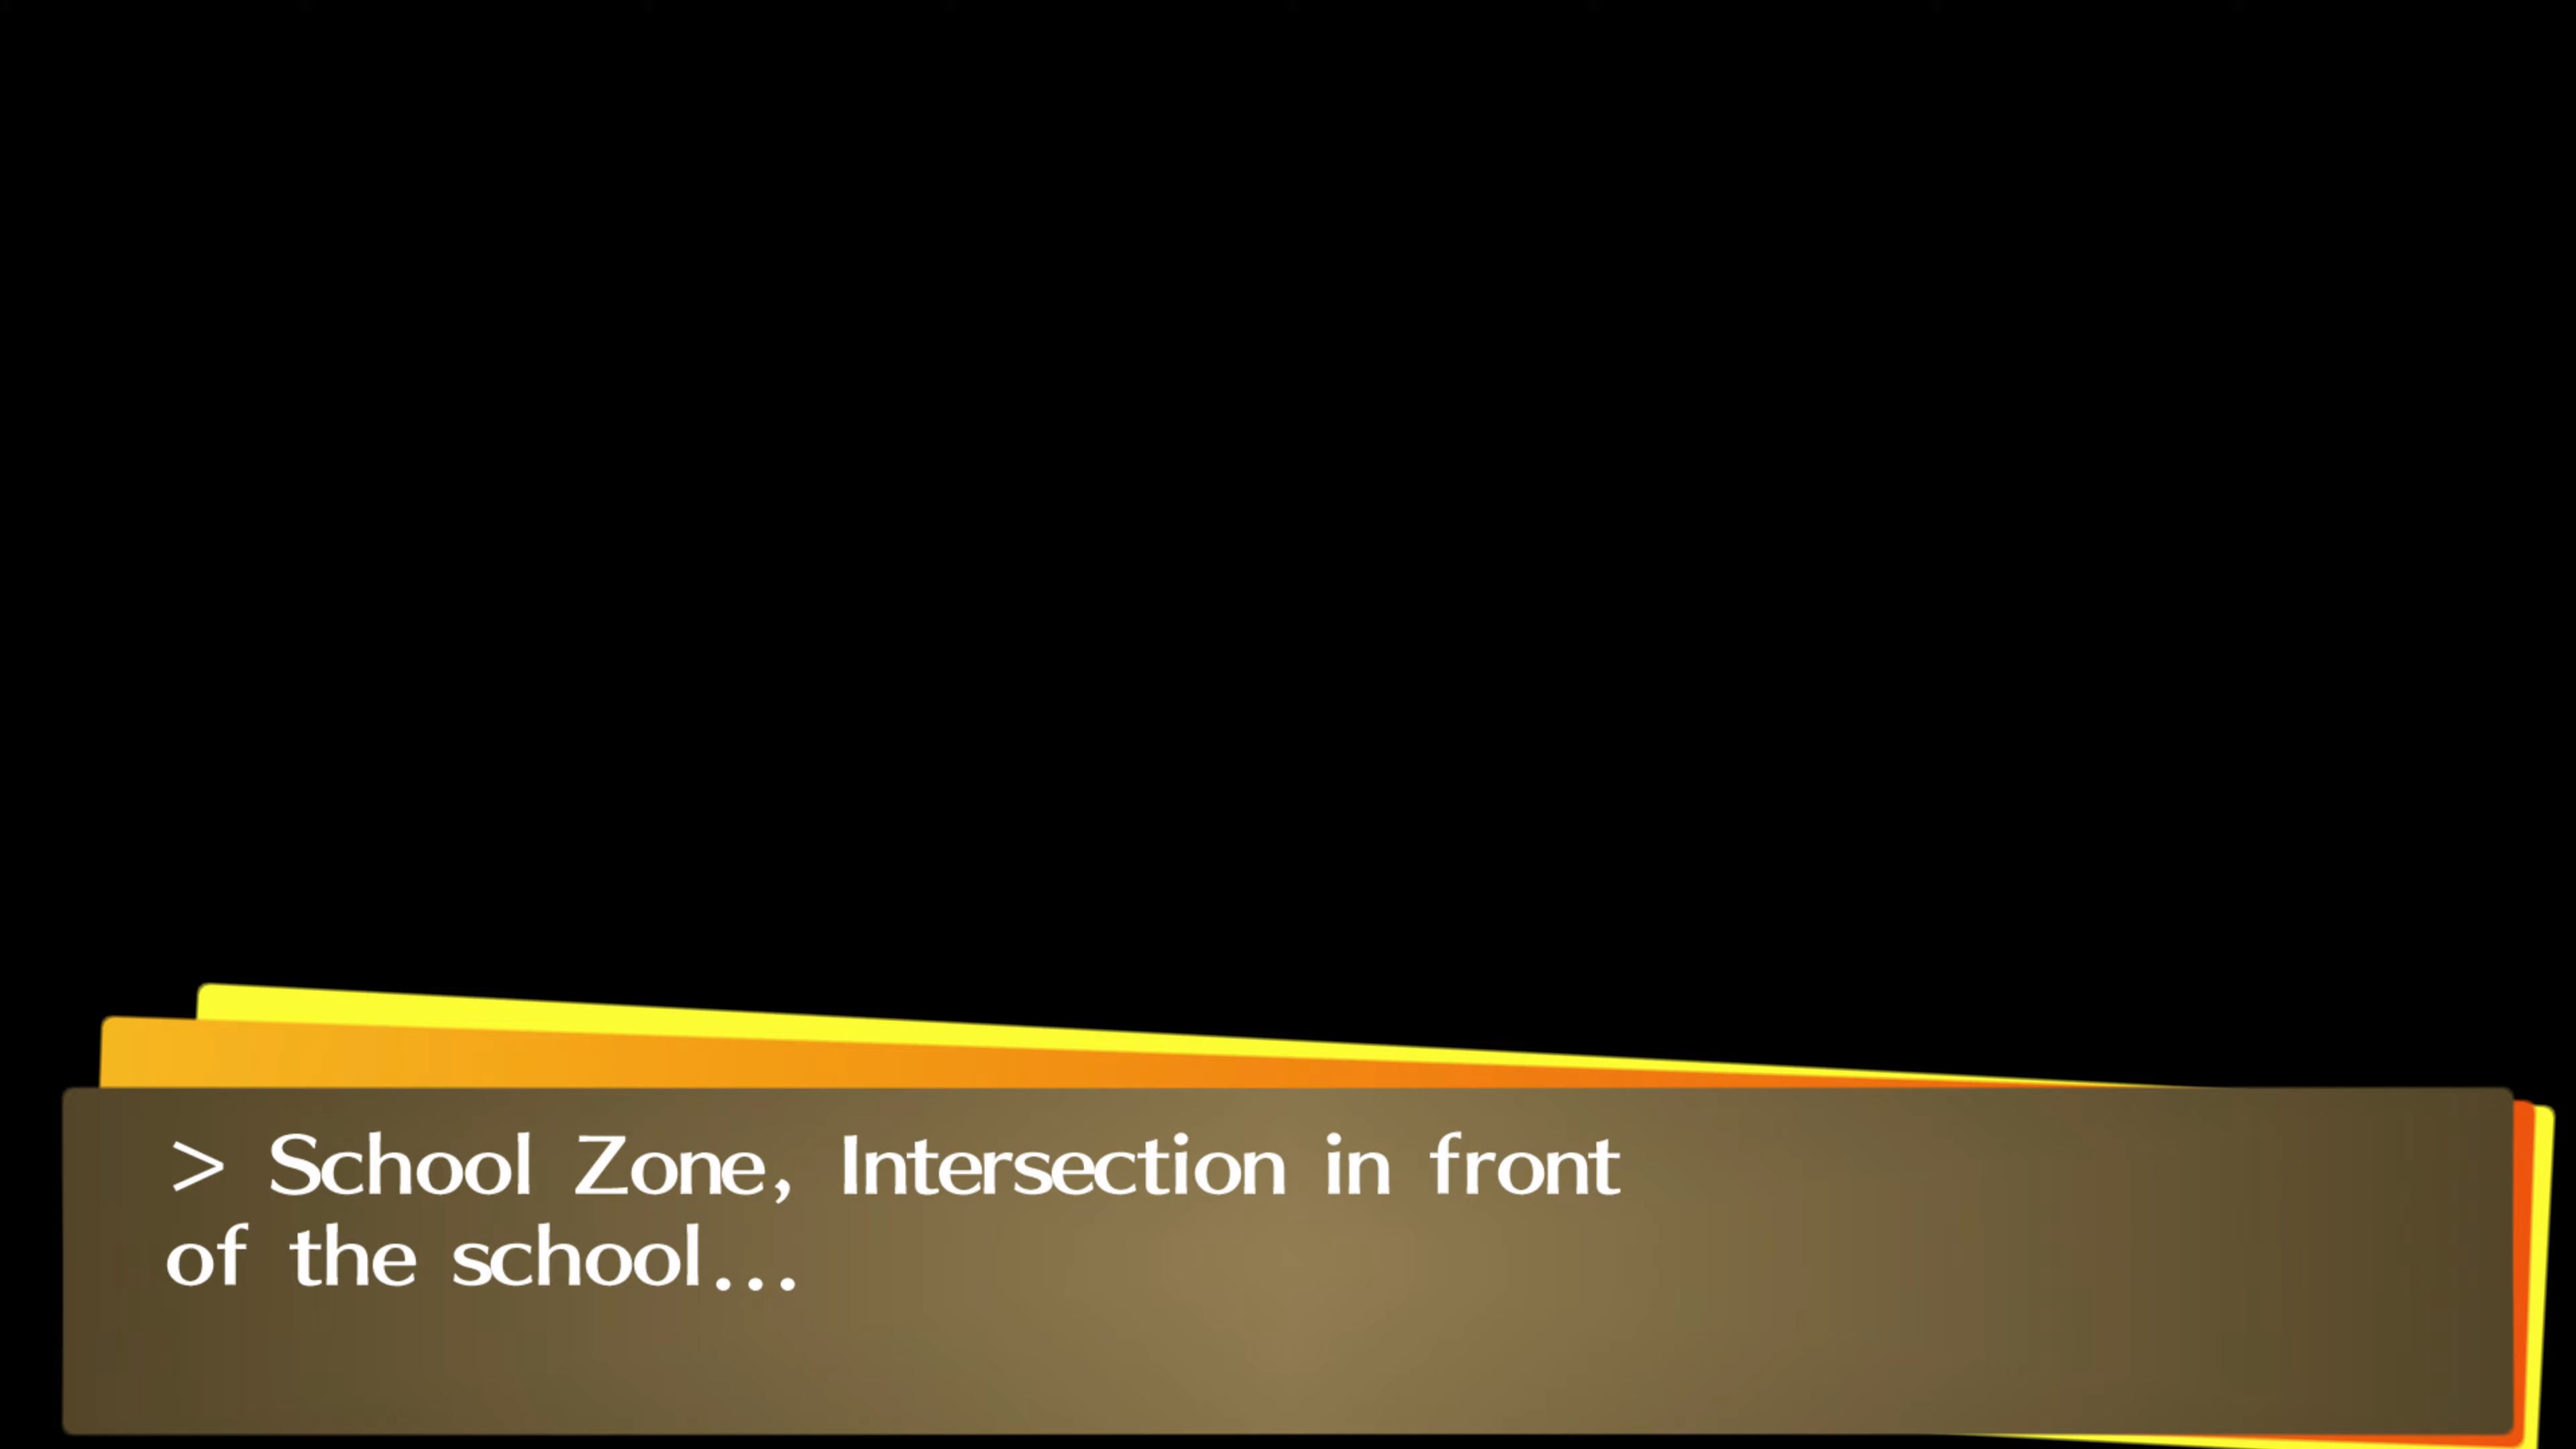 > School Zone, Intersection in front
of the school...